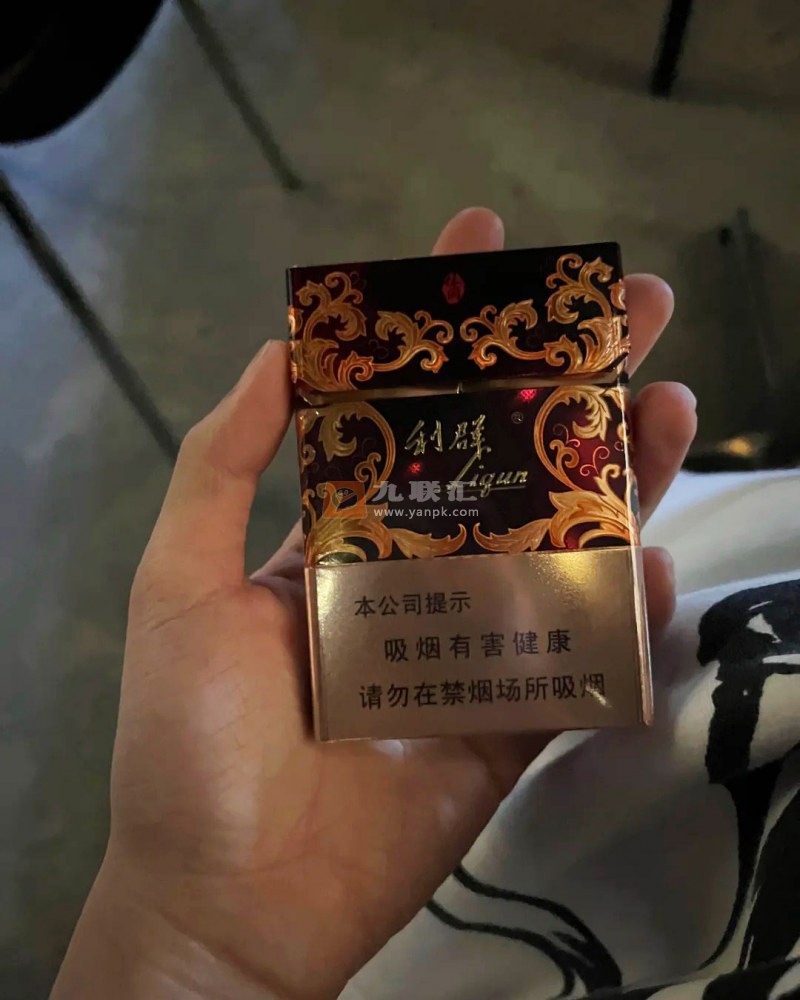 利群
Liqun
九联汇
www.yanpk.com
本公司提示
吸烟有害健康
请勿在禁烟场所吸烟